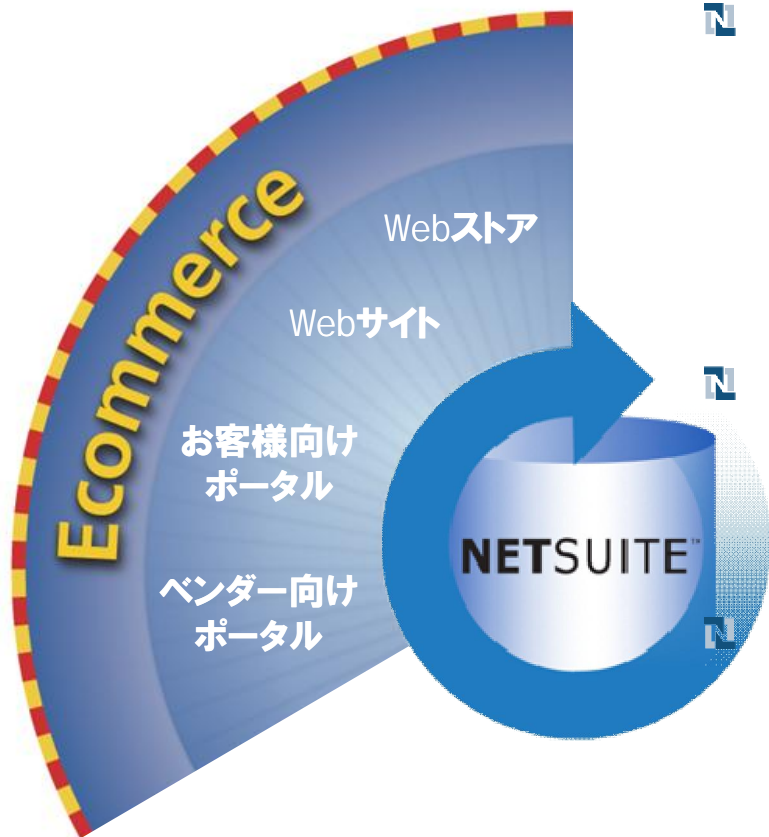 Ecommerce
Webストア
Webサイト
お客様向け
ポータル
ベンダー向け
ポータル
NETSUITE™